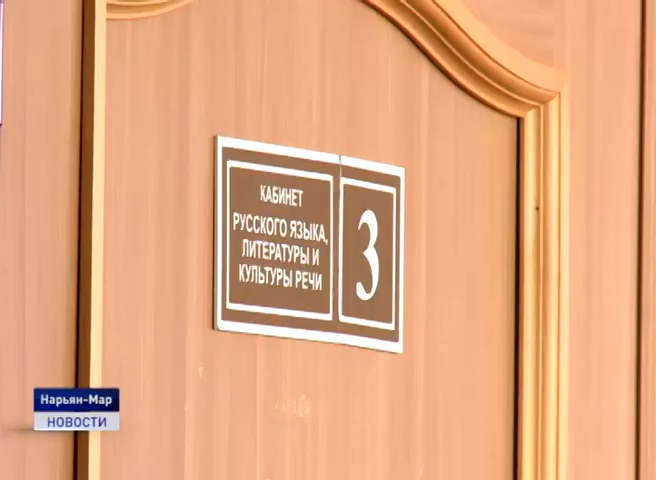 КАБИНЕТ
РУССКОГО ЯЗЫКА,
ЛИТЕРАТУРЫ И
КУЛЬТУРЫ РЕЧИ
3
Нарьян-Мар
НОВОСТИ